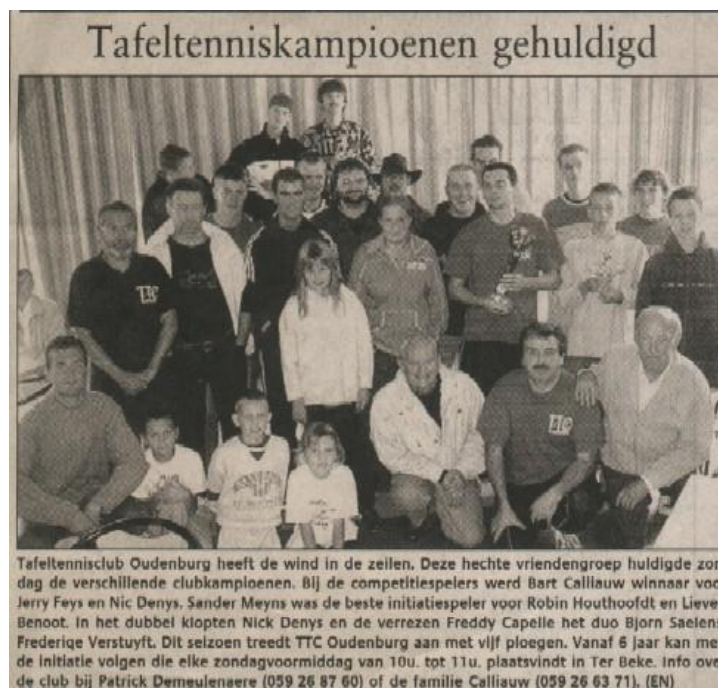 Tafeltenniskampioenen gehuldigd
TTC
Tafeltennisclub Oudenburg heeft de wind in de zeilen. Deze hechte vriendengroep huldigde zon
dag de verschillende clubkampioenen. Bij de competitiespelers werd Bart Calliauw winnaar voo
Jerry Feys en Nic Denys. Sander Meyns was de beste initiatiespeler voor Robin Houthoofdt en Lieve
Benoot. In het dubbel klopten Nick Denys en de verrezen Freddy Capelle het duo Bjorn Saelens
Frederiqe Verstuyft. Dit seizoen treedt TTC Oudenburg aan met vijf ploegen. Vanaf 6 jaar kan me
de initiatie volgen die elke zondagvoormiddag van 10u. tot 11u. plaatsvindt in Ter Beke. Info ove
de club bij Patrick Demeulenaere (059 26 87 60) of de familie Calliauw (059 26 63 71). (EN)